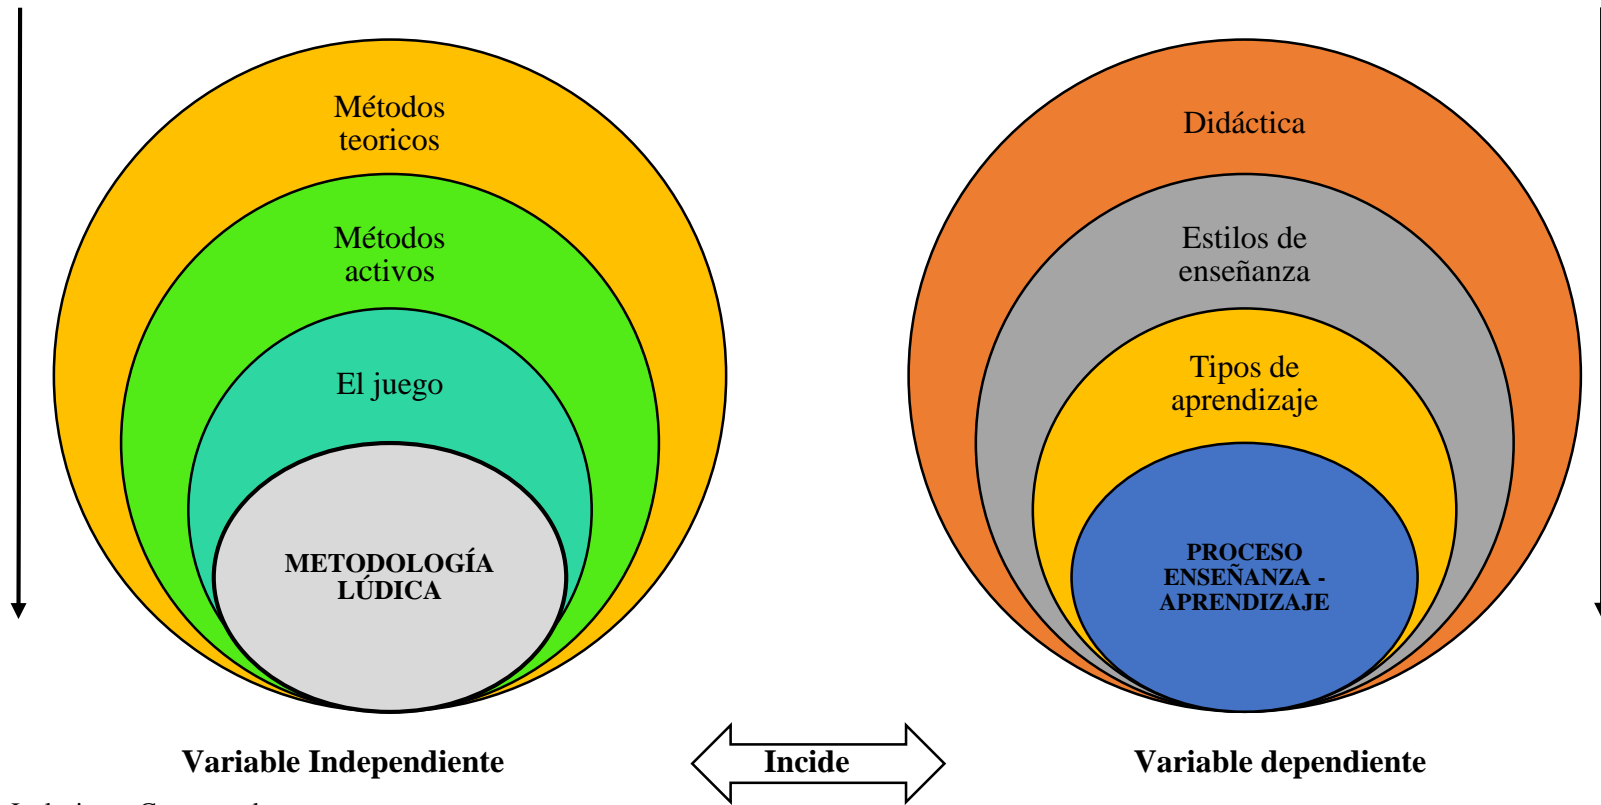 Métodos
teoricos
Métodos
activos
El juego
METODOLOGÍA
LÚDICA
Didáctica
Estilos de
enseñanza
Tipos de
aprendizaje
PROCESO
ENSEÑANZA -
APRENDIZAJE
Variable Independiente
Incide
Variable dependiente